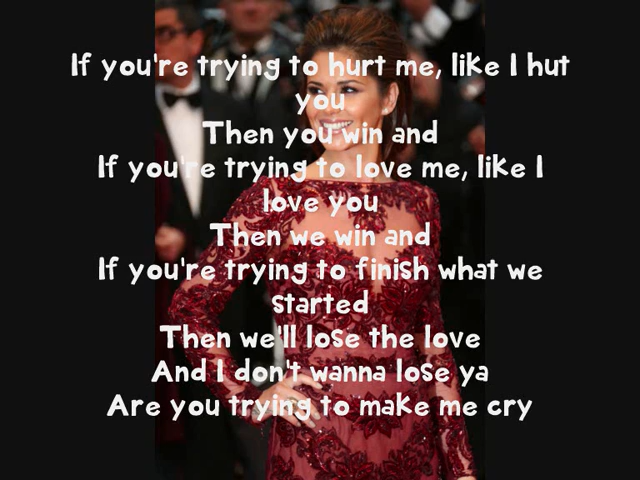 If you're trying to hurt me, like I hut
you
Then you win and
If you're trying to love me, like I
love you
Then we win and
If you're trying to finish what we
started
Then we'll lose the love
And I don't wanna lose ya
Are you trying to make me cry